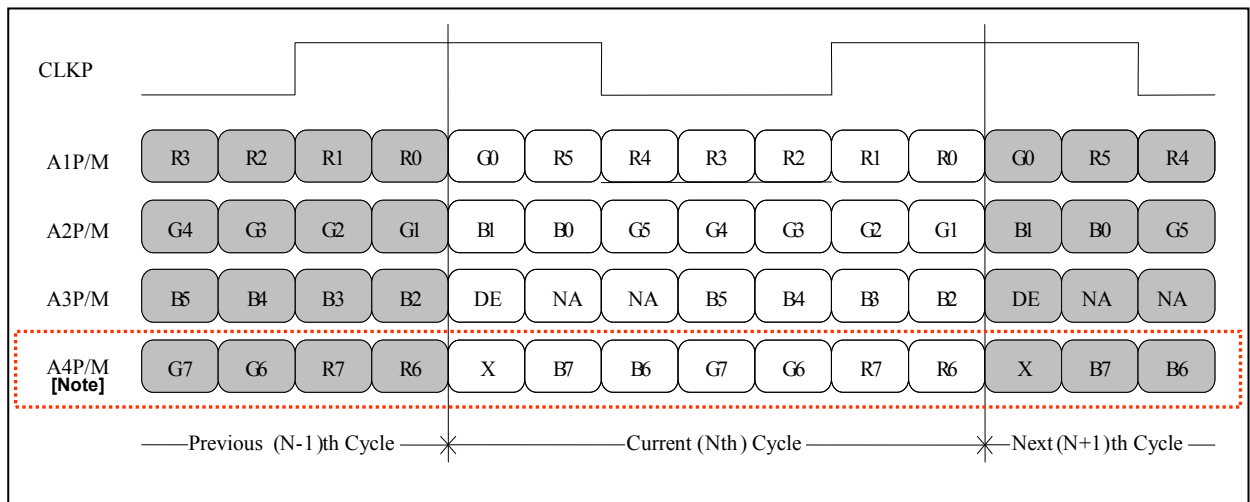 CLKP
A1P/M R3 R2 R1 R0 G0 R5 R4 R3 R2 R1 R0 G0 R5 R4
A2P/M G4 G3 G2 G1 B1 B0 G5 G4 G3 G2 G1 B1 B0 G5
A3P/M B5 B4 B3 B2 DE NA NA B5 B4 B3 B2 DE NA NA
A4P/M G7 G6 R7 R6 X B7 B6 G7 G6 R7 R6 X B7 B6
[Note]
Previous (N-1)th Cycle Current (Nth) Cycle Next (N+1)th Cycle